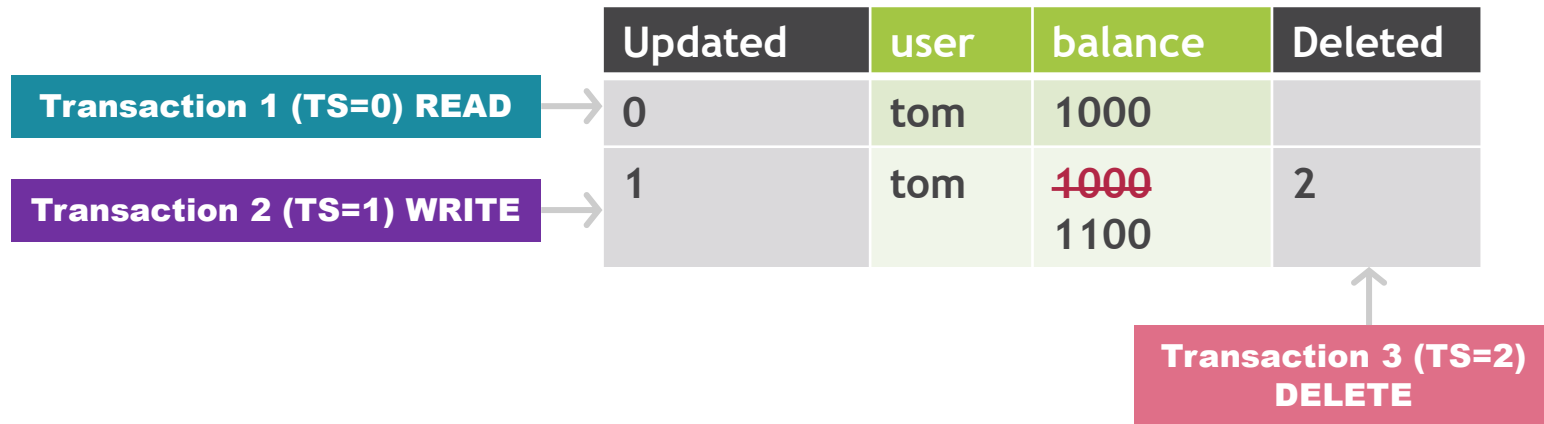 Updated user balance Deleted
Transaction 1 (TS=0) READ
0 tom 1000
Transaction 2 (TS=1) WRITE
1 tom 1000 2
1100
Transaction 3 (TS=2)
DELETE